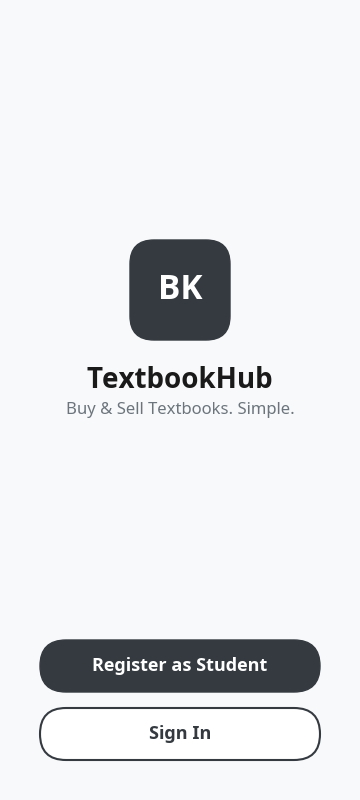 BK
TextbookHub
Buy & Sell Textbooks. Simple.
Register as Student
Sign In